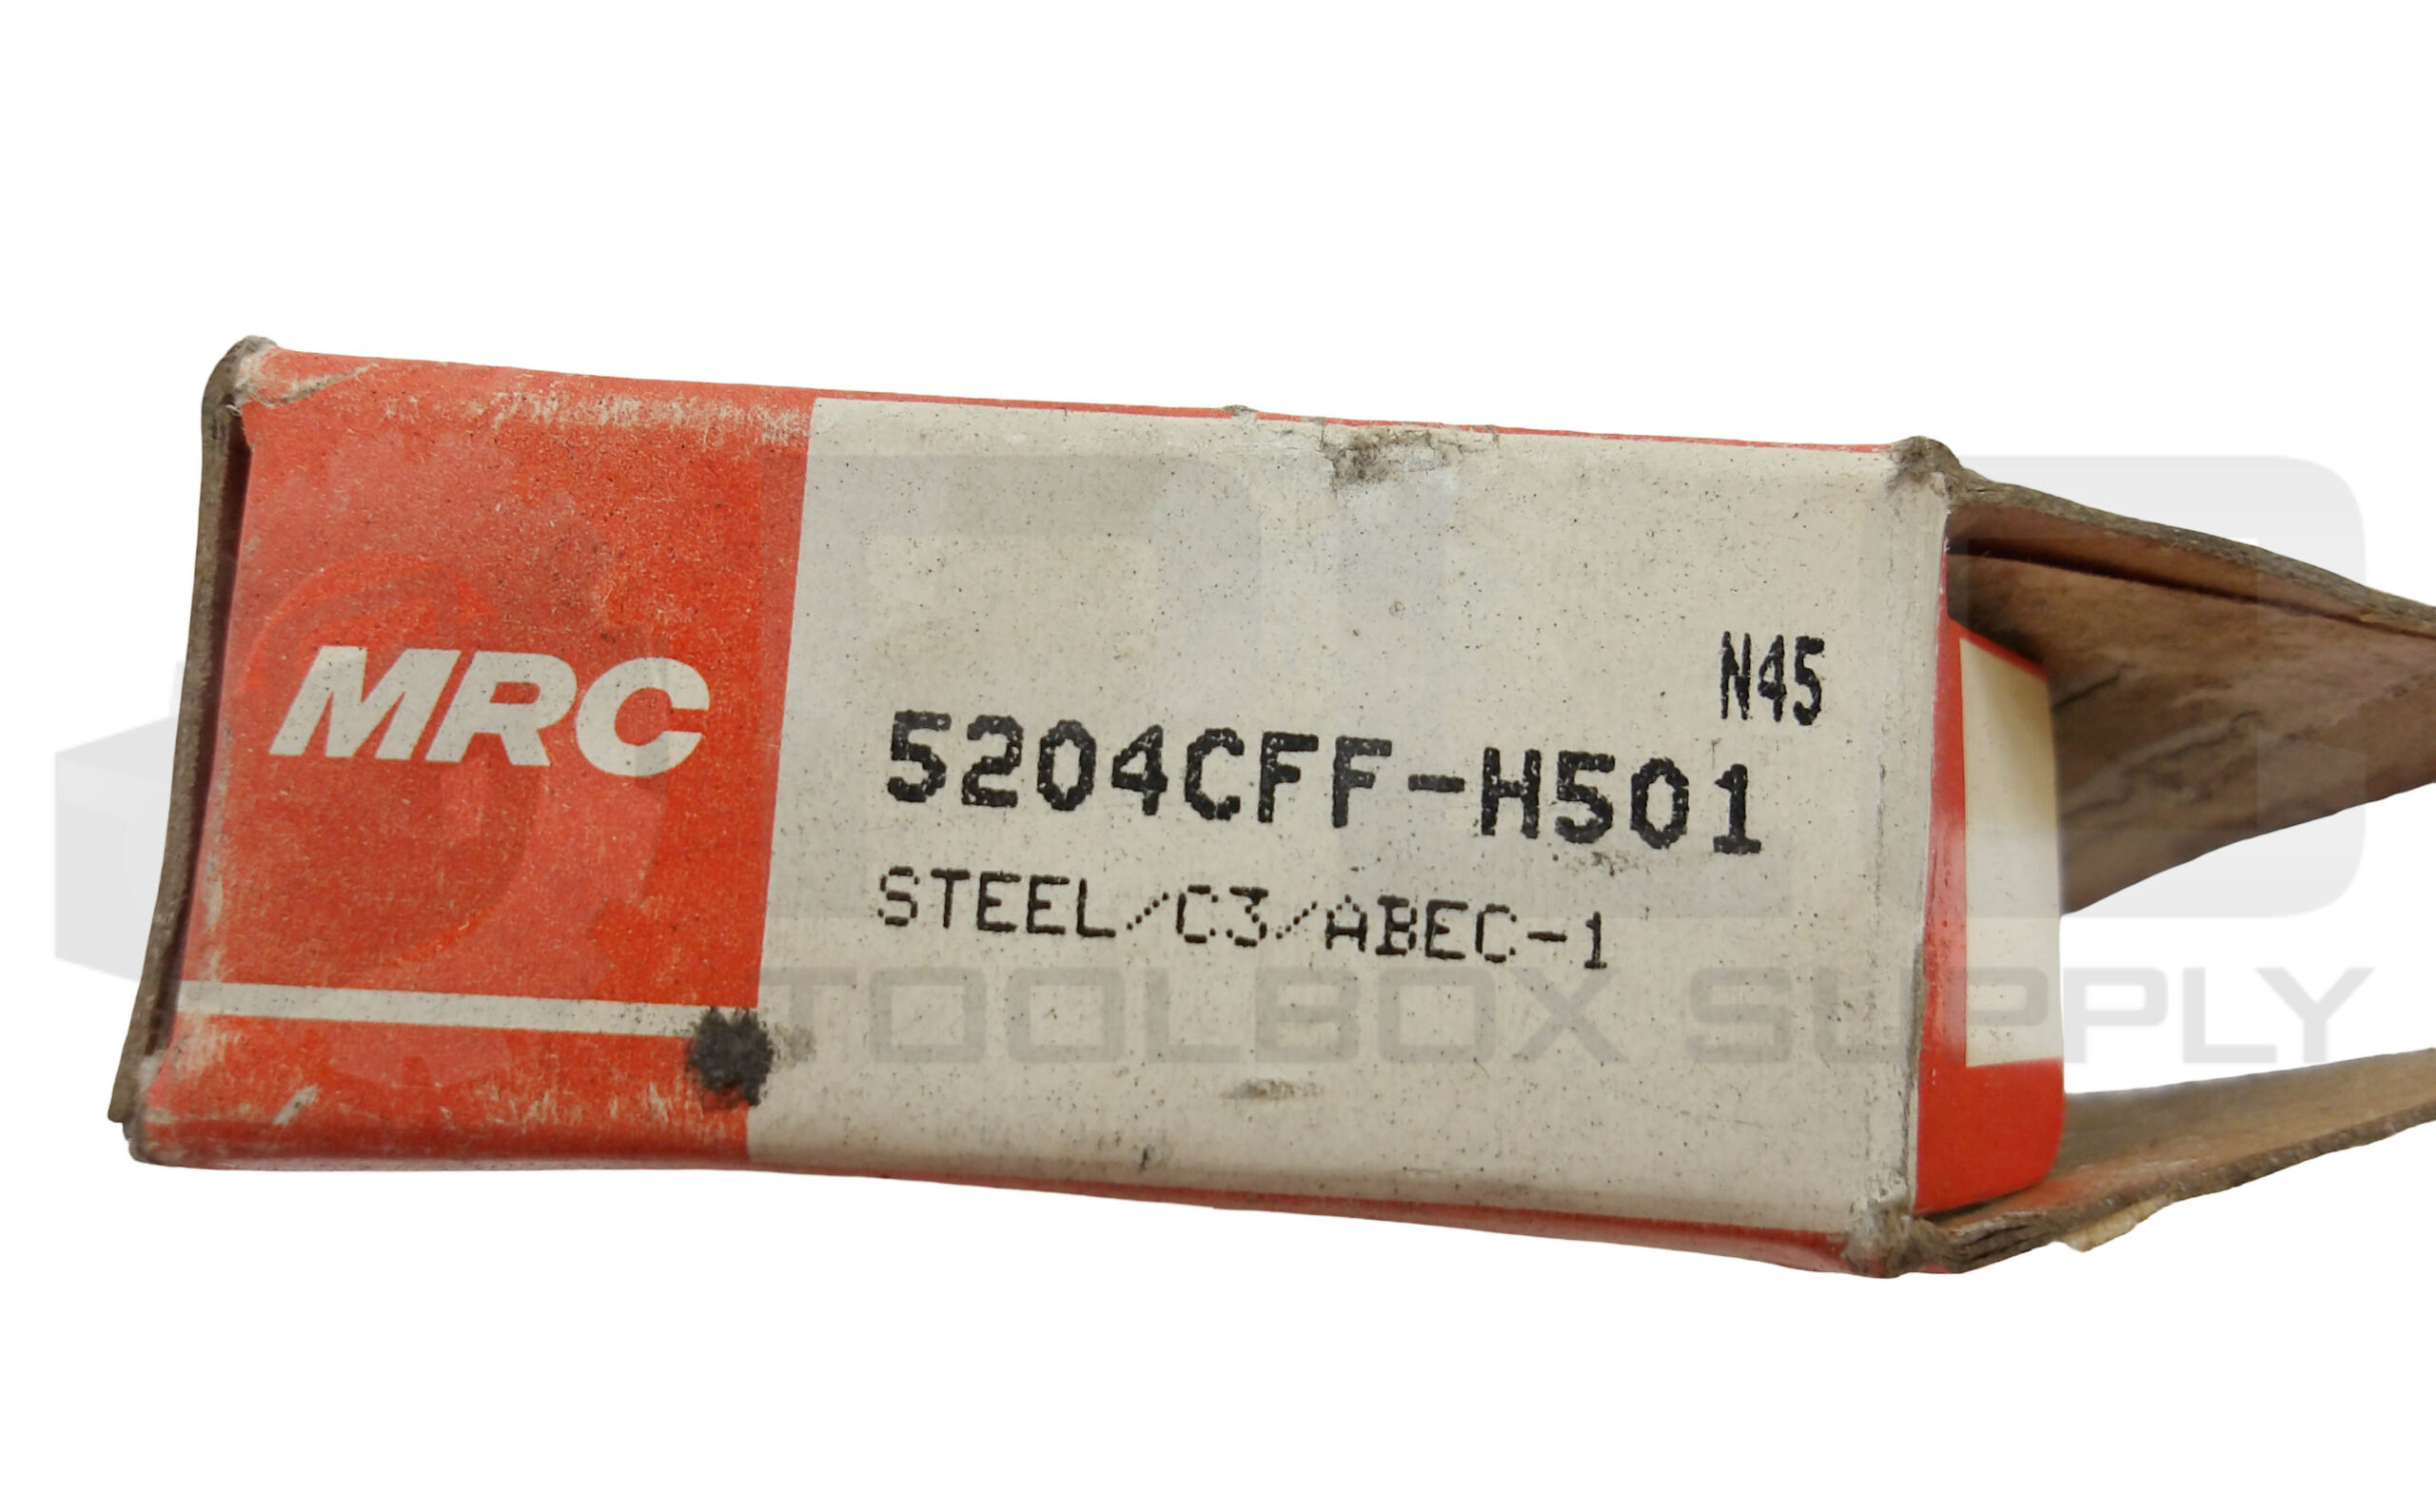 MRC
N45
5204CFF-H501
STEEL/C3/ABEC-1
TOOLBOX SUPPLY